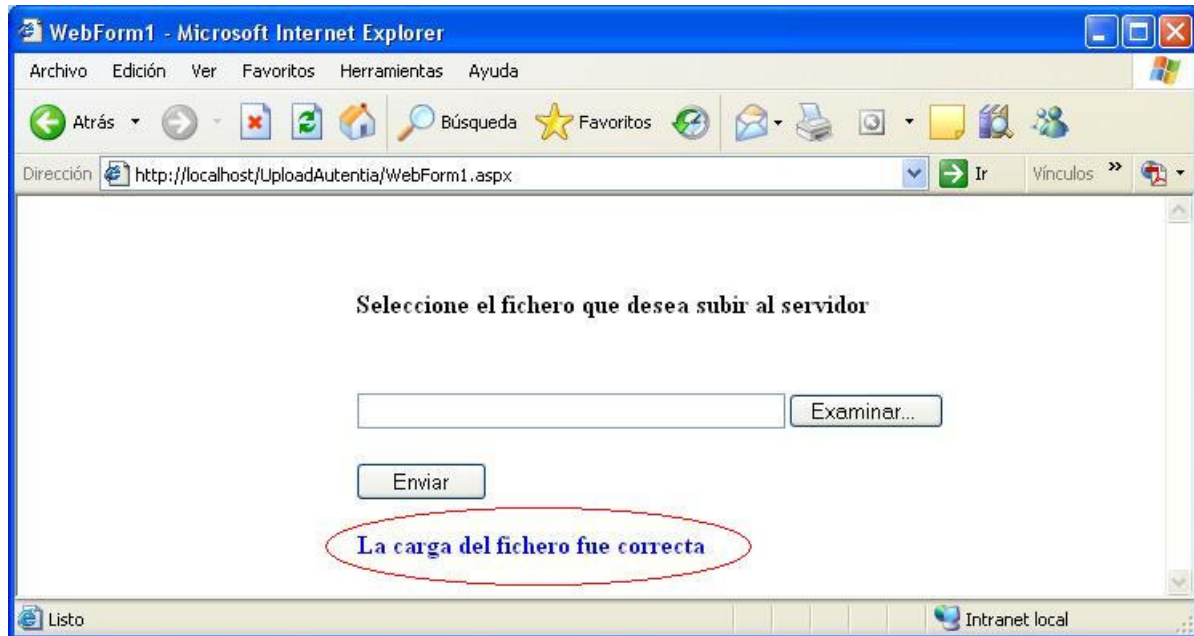 WebForm1 - Microsoft Internet Explorer
Archivo Edición Ver Favoritos Herramientas Ayuda
Atrás Búsqueda Favoritos
Dirección http://localhost/UploadAutentia/WebForm1.aspx Ir Vínculos »
Seleccione el fichero que desea subir al servidor
Examinar...
Enviar
La carga del fichero fue correcta
Listo Intranet local